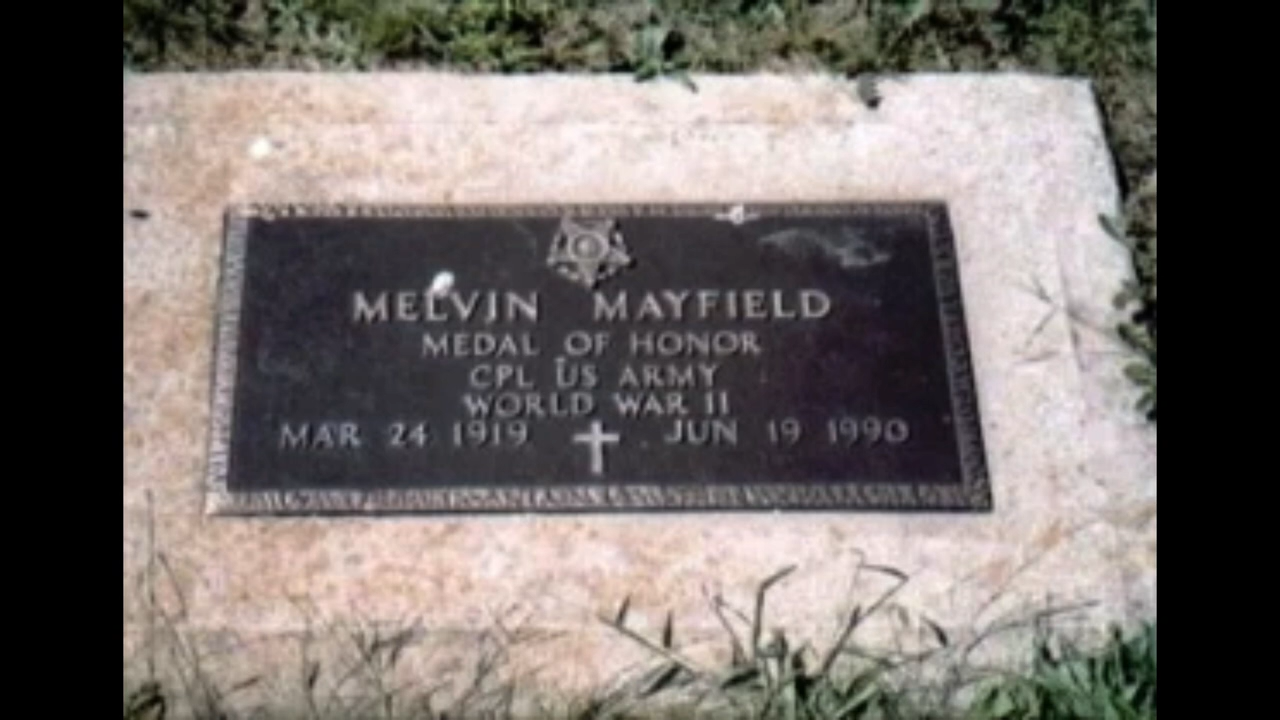 MELVIN MAYFIELD
MEDAL OF HONOR
CPL US ARMY
WORLD WAR II
MAR 24 1919 JUN 19 1990